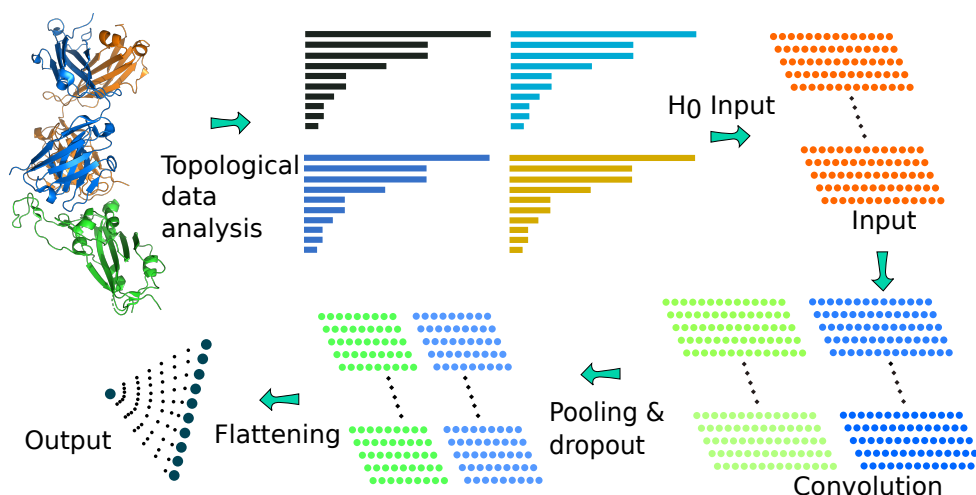 Topological
data
analysis
H0 Input
Input
Convolution
Pooling &
dropout
Flattening
Output